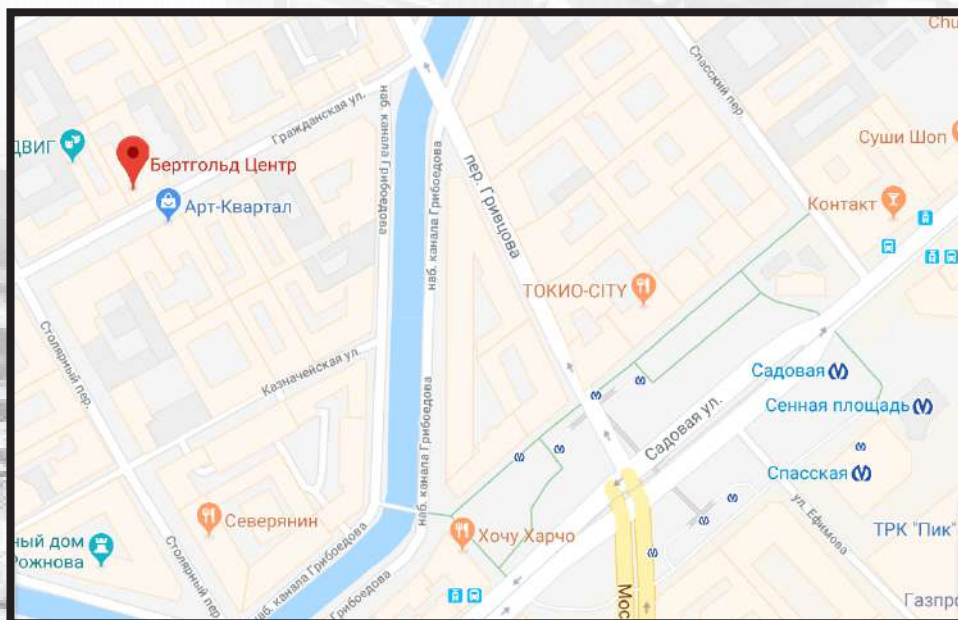 Chu
Спасский пер.
Гражданская ул.
наб. канала Грибоедова
ДВИГ
Бертгольд Центр
Арт-Квартал
наб. канала Грибоедова
пер. Гривцова
Суши Шоп
Контакт
ТОКИО-CITY
Столярный пер.
Казначейская ул.
Садовая
Сенная площадь
Садовая ул.
наб. канала Грибоедова
Спасская
Северянин
Хочу Харчо
ул. Ефимова
ТРК "Пик"
ный дом
Рожнова
Столярный пер.
наб. канала Грибоедова
Грибоедова
Мос
Газпро